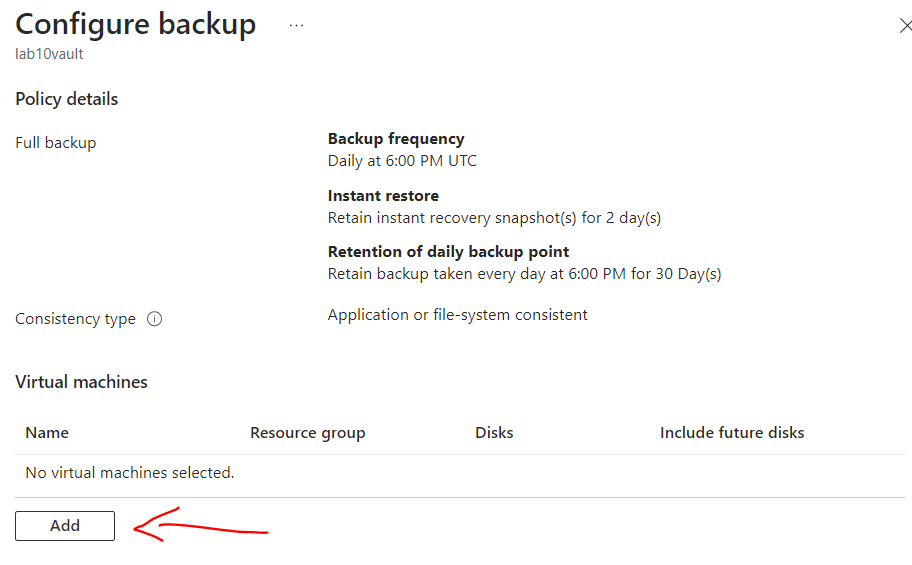 Configure backup ...
lab10vault
Policy details
Full backup
Backup frequency
Daily at 6:00 PM UTC
Instant restore
Retain instant recovery snapshot(s) for 2 day(s)
Retention of daily backup point
Retain backup taken every day at 6:00 PM for 30 Day(s)
Consistency type Application or file-system consistent
Virtual machines
Name Resource group Disks Include future disks
No virtual machines selected.
Add